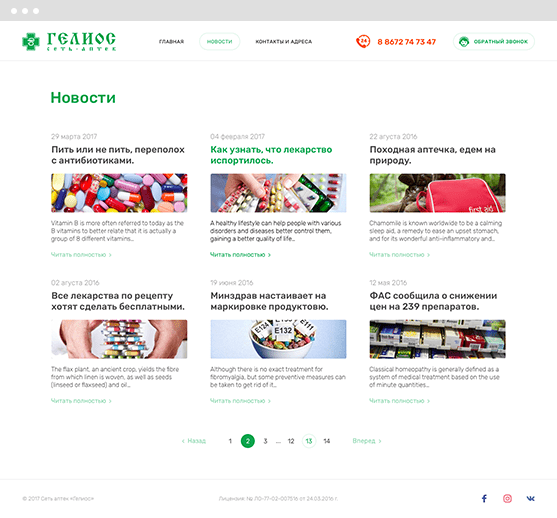 ГЕЛИОС
СЕТЬ-АПТЕК
ГЛАВНАЯ
НОВОСТИ
КОНТАКТЫ И АДРЕСА
24
8 8672 74 73 47
ОБРАТНЫЙ ЗВОНОК
Новости
29 марта 2017
Пить или не пить, переполох
с антибиотиками.
Vitamin B is more often referred to today as the
B vitamins to better relate that it is actually a
group of 8 different vitamins...
Читать полностью >
04 февраля 2017
Как узнать, что лекарство
испортилось.
A healthy lifestyle can help people with various
disorders and diseases better control them,
gaining a better quality of life...
Читать полностью >
22 агуста 2016
Походная аптечка, едем на
природу.
first aid
Chamomile is known worldwide to be a calming
sleep aid, a remedy to ease an upset stomach,
and for its wonderful anti-inflammatory and...
Читать полностью >
02 агуста 2016
Все лекарства по рецепту
хотят сделать бесплатными.
The flax plant, an ancient crop, yields the fibre
from which linen is woven, as well as seeds
(linseed or flaxseed) and oil...
Читать полностью >
19 июня 2016
Минздрав настаивает на
маркировке продуктовю.
E124
E111
E132
Although there is no exact treatment for
fibromyalgia, but some preventive measures can
be taken to get rid of it...
Читать полностью >
12 мая 2016
ФАС сообщила о снижении
цен на 239 препаратов.
Classical homeopathy is generally defined as a
system of medical treatment based on the use
of minute quantities...
Читать полностью >
< Назад 1 2 3 ... 12 13 14 Вперед >
© 2017 Сеть аптек «Гелиос»
Лицензия № ЛО-77-02-007516 от 24.03.2016 г.